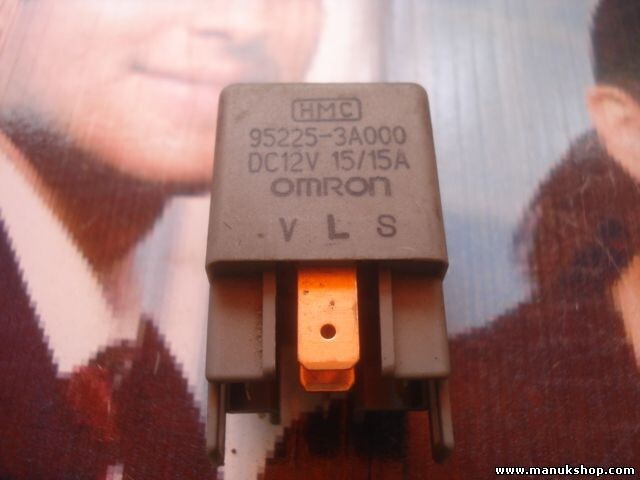 HMC
95225-3A000
DC12V 15/15A
OMRON
V L S
www.manukshop.com